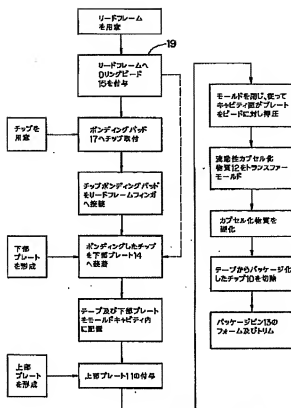 リードフレーム
を用意
19
リードフレームへ
Oリングビード
15を付与
チップを
用意
ボンディングパッド
17へチップ取付
チップボンディングパッド
をリードフレームフィンガ
へ接続
下部
プレート
を形成
ボンディングしたチップ
を下部プレート14
へ装着
テープ及び下部プレート
をモールドキャビティ内
に配置
上部
プレート
を形成
上部プレート11の付与
モールドを閉じ、従って
キャビティ面がプレート
をビードに対し押圧
流動性カプセル化
物質12をトランスファー
モールド
カプセル化物質
を硬化
テープからパッケージ化
したチップ10を切除
パッケージピン13の
フォーム及びトリム